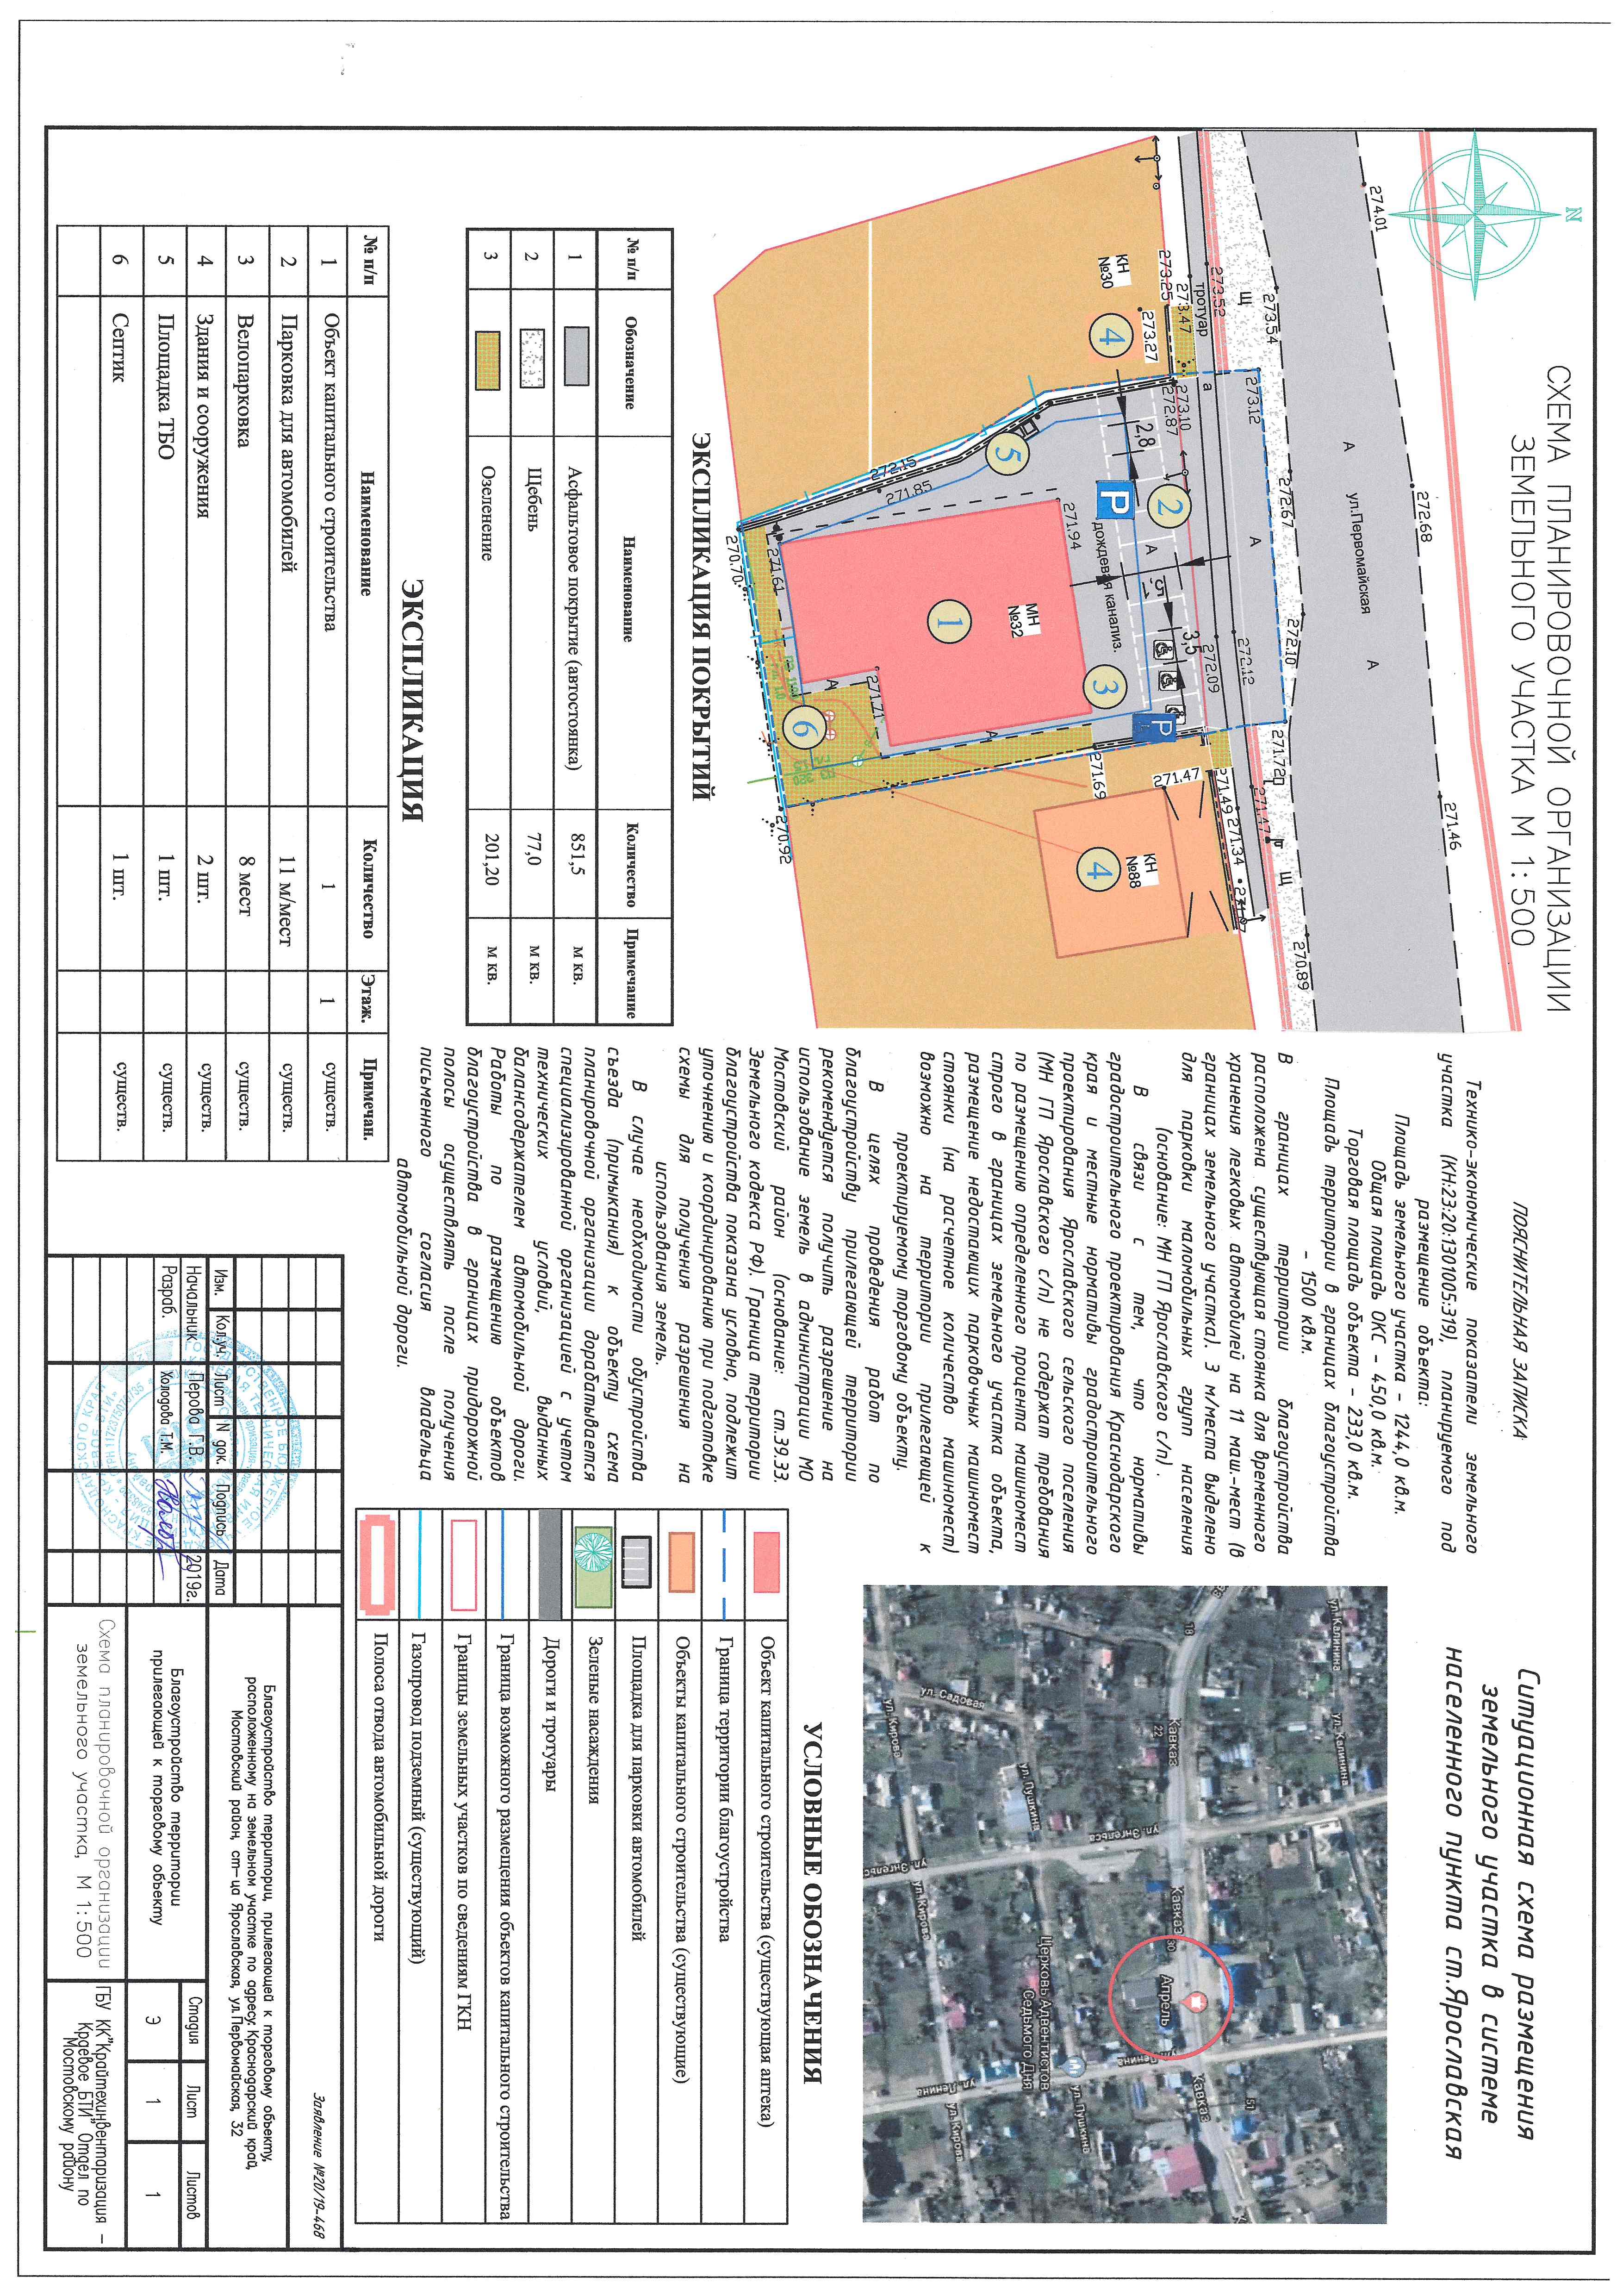 N
СХЕМА ПЛАНИРОВОЧНОЙ ОРГАНИЗАЦИИ
ЗЕМЕЛЬНОГО УЧАСТКА М 1:500
274.01
272.68
271.46
А
ул.Первомайская
А
273.54
272.67
272.10
271.72
270.89
Щ
Щ
273.12
А
272.12
271.47
271.34
271.49
273.52
тротуар
а
272.09
273.47
273.10
272.87
273.25
273.27
271.47
2
3,5
5,1
2,8
А
P
P
дождевая канализ.
3
КН
№30
4
КН
№88
4
271.69
271.94
МН
№32
А
5
1
271.85
272.15
271.71
А
6
271.61
270.92
270.70
ЭКСПЛИКАЦИЯ ПОКРЫТИЙ
№ п/п Обозначение Наименование Количество Примечание
1 Асфальтовое покрытие (автостоянка) 851,5 м кв.
2 Щебень 77,0 м кв.
3 Озеленение 201,20 м кв.
ЭКСПЛИКАЦИЯ
№ п/п Наименование Количество Этаж. Примечан.
1 Объект капитального строительства 1 1 существ.
2 Парковка для автомобилей 11 м/мест существ.
3 Велопарковка 8 мест существ.
4 Здания и сооружения 2 шт. существ.
5 Площадка ТБО 1 шт. существ.
6 Септик 1 шт. существ.
ПОЯСНИТЕЛЬНАЯ ЗАПИСКА
Технико-экономические показатели земельного
участка (КН:23:20:1301005:319), планируемого под
размещение объекта:
Площадь земельного участка - 1244,0 кв.м.
Общая площадь ОКС - 450,0 кв.м.
Торговая площадь объекта - 233,0 кв.м.
Площадь территории в границах благоустройства
- 1500 кв.м.
В границах территории благоустройства
расположена существующая стоянка для временного
хранения легковых автомобилей на 11 маш.-мест (в
границах земельного участка). 3 м/места выделено
для парковки маломобильных групп населения
(основание: МН ГП Ярославского с/п) .
В связи с тем, что нормативы
градостроительного проектирования Краснодарского
края и местные нормативы градостроительного
проектирования Ярославского сельского поселения
(МН ГП Ярославского с/п) не содержат требования
по размещению определенного процента машиномест
строго в границах земельного участка объекта,
размещение недостающих парковочных машиномест
стоянки (на расчетное количество машиномест)
возможно на территории прилегающей к
проектируемому торговому объекту.
В целях проведения работ по
благоустройству прилегающей территории
рекомендуется получить разрешение на
использование земель в администрации МО
Мостовский район (основание: ст.39.33.
Земельного кодекса РФ). Граница территории
благоустройства показана условно, подлежит
уточнению и координированию при подготовке
схемы для получения разрешения на
использования земель.
В случае необходимости обустройства
съезда (примыкания) к объекту схема
планировочной организации дорабатывается
специализированной организацией с учетом
технических условий, выданных
балансодержателем автомобильной дороги.
Работы по размещению объектов
благоустройства в границах придорожной
полосы осуществлять после получения
письменного согласия владельца
автомобильной дороги.
Ситуационная схема размещения
земельного участка в системе
населенного пункта ст.Ярославская
ул. Калинина
ул. Калинина
51
18
Кавказ
22
Кавказ
30
Кавказ
Апрель
ул. Энгельса
ул. Ленина
ул. Пушкина
Церковь Адвентистов
Седьмого Дня
ул. Пушкина
ул. Садовая
ул. Кирова
ул. Кирова
ул. Кирова
ул. Ленина
ул. Энгельс
УСЛОВНЫЕ ОБОЗНАЧЕНИЯ
Объект капитального строительства (существующая аптека)
Граница территории благоустройства
Объекты капитального строительства (существующие)
Площадка для парковки автомобилей
Зеленые насаждения
Дороги и тротуары
Граница возможного размещения объектов капитального строительства
Границы земельных участков по сведениям ГКН
Газопровод подземный (существующий)
Полоса отвода автомобильной дороги
Заявление №20/19-468
Благоустройство территории, прилегающей к торговому объекту,
расположенному на земельном участке по адресу: Краснодарский край,
Мостовский район, ст-ца Ярославская, ул.Первомайская, 32
Изм. Кол.уч. Лист N док. Подпись Дата
Начальник Перова Г.В. 2019г.
Разраб. Холодова Т.М.
Благоустройство территории
прилегающей к торговому объекту
Стадия Лист Листов
Э 1 1
Схема планировочной организации
земельного участка, М 1:500
ГБУ КК"Крайтехинвентаризация -
Краевое БТИ" Отдел по
Мостовскому району